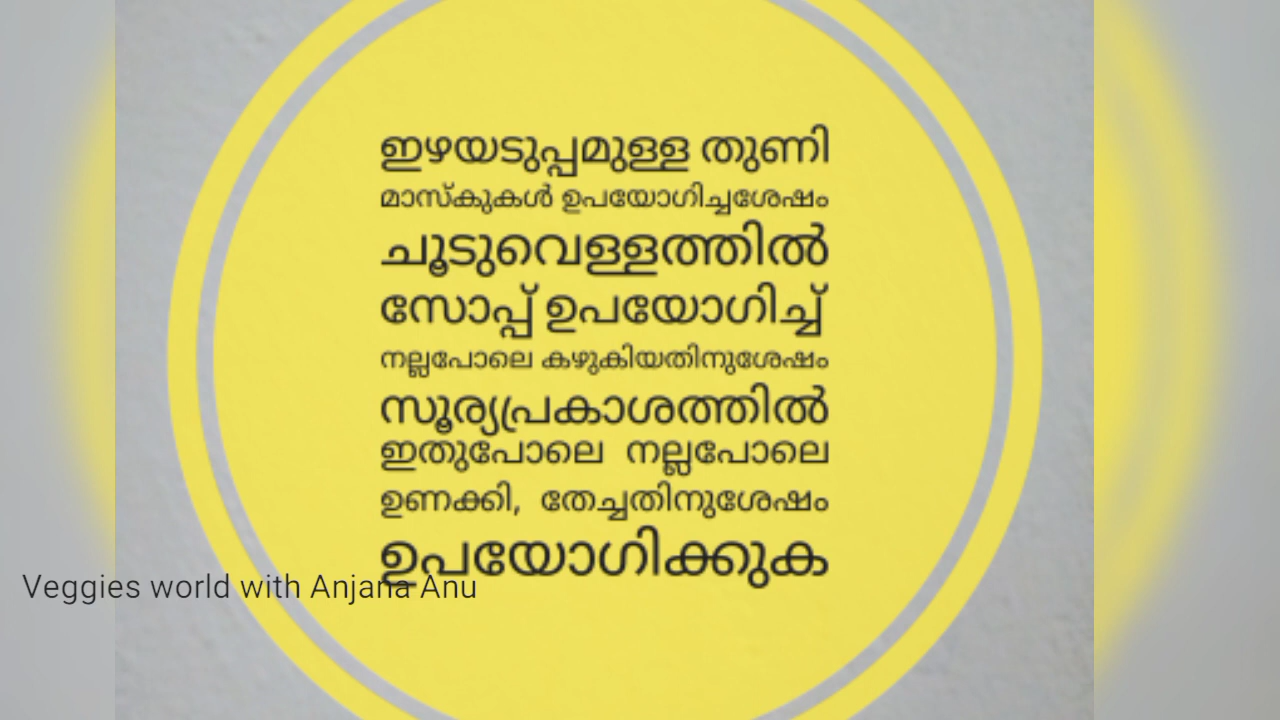 ഇഴയടുപ്പമുള്ള തുണി
മാസ്കുകൾ ഉപയോഗിച്ചശേഷം
ചൂടുവെള്ളത്തിൽ
സോപ്പ് ഉപയോഗിച്ച്
നല്ലപോലെ കഴുകിയതിനുശേഷം
സൂര്യപ്രകാശത്തിൽ
ഇതുപോലെ നല്ലപോലെ
ഉണക്കി, തേച്ചതിനുശേഷം
ഉപയോഗിക്കുക
Veggies world with Anjana Anu